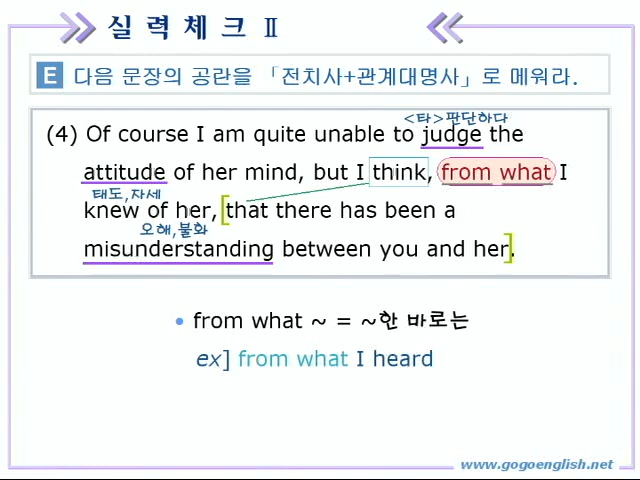 실 력 체 크 Ⅱ
E 다음 문장의 공란을 「전치사+관계대명사」로 메워라.
<타>판단하다
(4) Of course I am quite unable to judge the
attitude of her mind, but I think, from what I
태도,자세
knew of her, that there has been a
오해,불화
misunderstanding between you and her.
• from what ~ = ~한 바로는
ex] from what I heard
www.gogoenglish.net